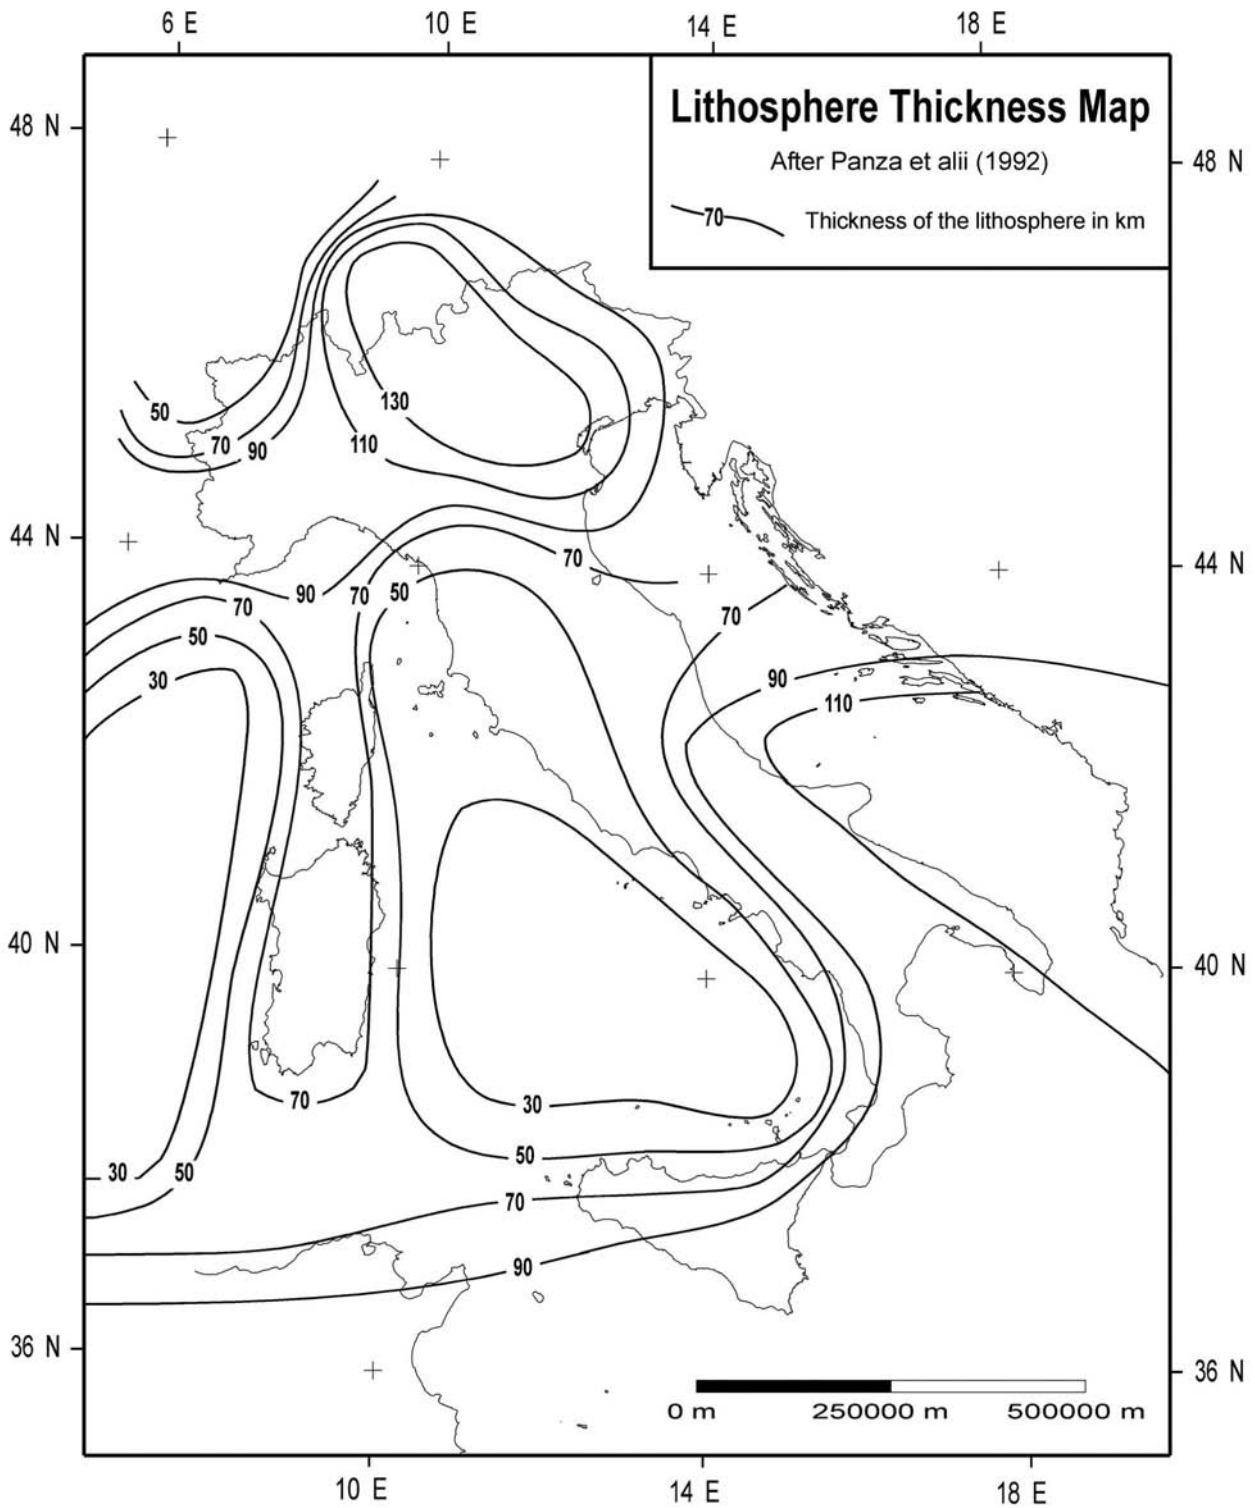 6 E 10 E 14 E 18 E
Lithosphere Thickness Map
After Panza et alii (1992)
70 Thickness of the lithosphere in km
48 N
48 N
130
50
70
90
110
44 N
44 N
70
90
70
50
70
70
50
90
30
110
40 N
40 N
70
30
50
30
50
70
90
36 N
36 N
0 m 250000 m 500000 m
10 E 14 E 18 E